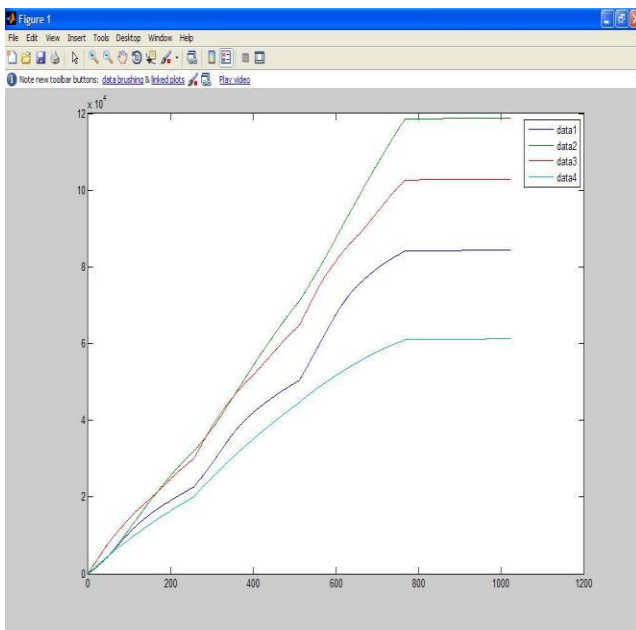 Figure 1
File Edit View Insert Tools Desktop Window Help
Note new toolbar buttons: data brushing & linked plots Play video
x 10^4
12
10
8
6
4
2
0
0 200 400 600 800 1000 1200
data1
data2
data3
data4